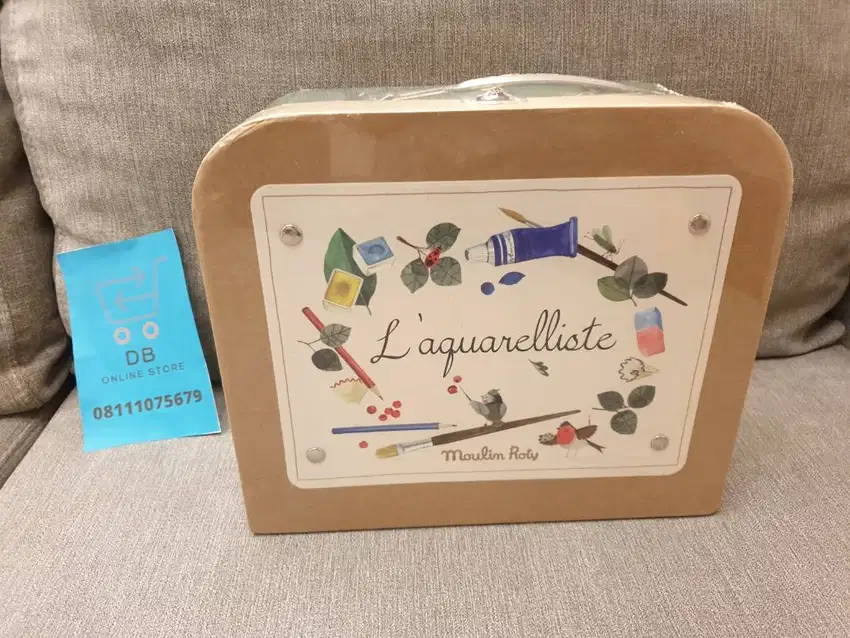 L'aquarelliste
Moulin Roty
DB
ONLINE STORE
08111075679